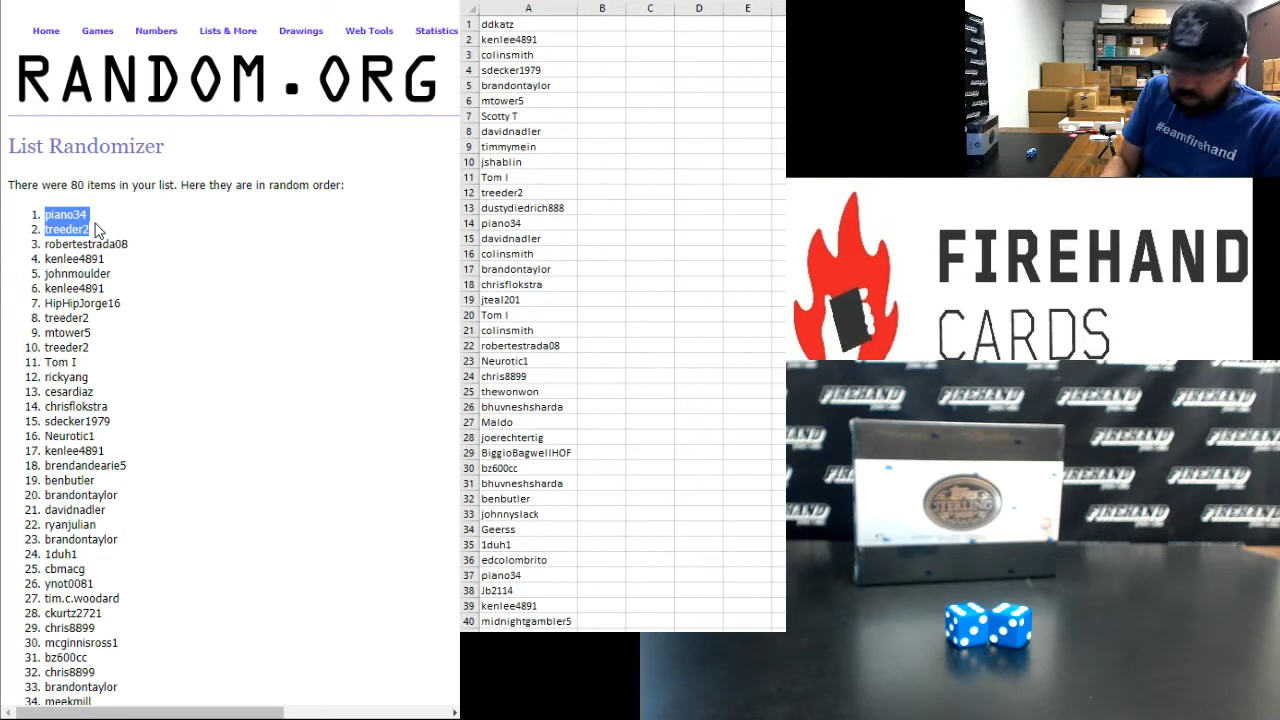 Home Games Numbers Lists & More Drawings Web Tools Statistics
RANDOM.ORG
List Randomizer
There were 80 items in your list. Here they are in random order:
1. piano34
2. treeder2
3. robertestrada08
4. kenlee4891
5. johnmoulder
6. kenlee4891
7. HipHipJorge16
8. treeder2
9. mtower5
10. treeder2
11. Tom I
12. rickyang
13. cesardiaz
14. chrisflokstra
15. sdecker1979
16. Neurotic1
17. kenlee4891
18. brendandearie5
19. benbutler
20. brandontaylor
21. davidnadler
22. ryanjulian
23. brandontaylor
24. 1duh1
25. cbmacg
26. ynot0081
27. tim.c.woodard
28. ckurtz2721
29. chris8899
30. mcginnisross1
31. bz600cc
32. chris8899
33. brandontaylor
34. meekmill
A B C D E
1 ddkatz
2 kenlee4891
3 colinsmith
4 sdecker1979
5 brandontaylor
6 mtower5
7 Scotty T
8 davidnadler
9 timmymein
10 jshablin
11 Tom I
12 treeder2
13 dustydiedrich888
14 piano34
15 davidnadler
16 colinsmith
17 brandontaylor
18 chrisflokstra
19 jteal201
20 Tom I
21 colinsmith
22 robertestrada08
23 Neurotic1
24 chris8899
25 thewonwon
26 bhuvneshsharda
27 Maldo
28 joerechtertig
29 BiggioBagwellHOF
30 bz600cc
31 bhuvneshsharda
32 benbutler
33 johnnyslack
34 Geerss
35 1duh1
36 edcolombrito
37 piano34
38 Jb2114
39 kenlee4891
40 midnightgambler5
#teamfirehand
FIREHAND
CARDS
FIREHAND FIREHAND FIREHAND
FIREHAND
FIREHAND
FIREHAND
FIREHAND
STERLING